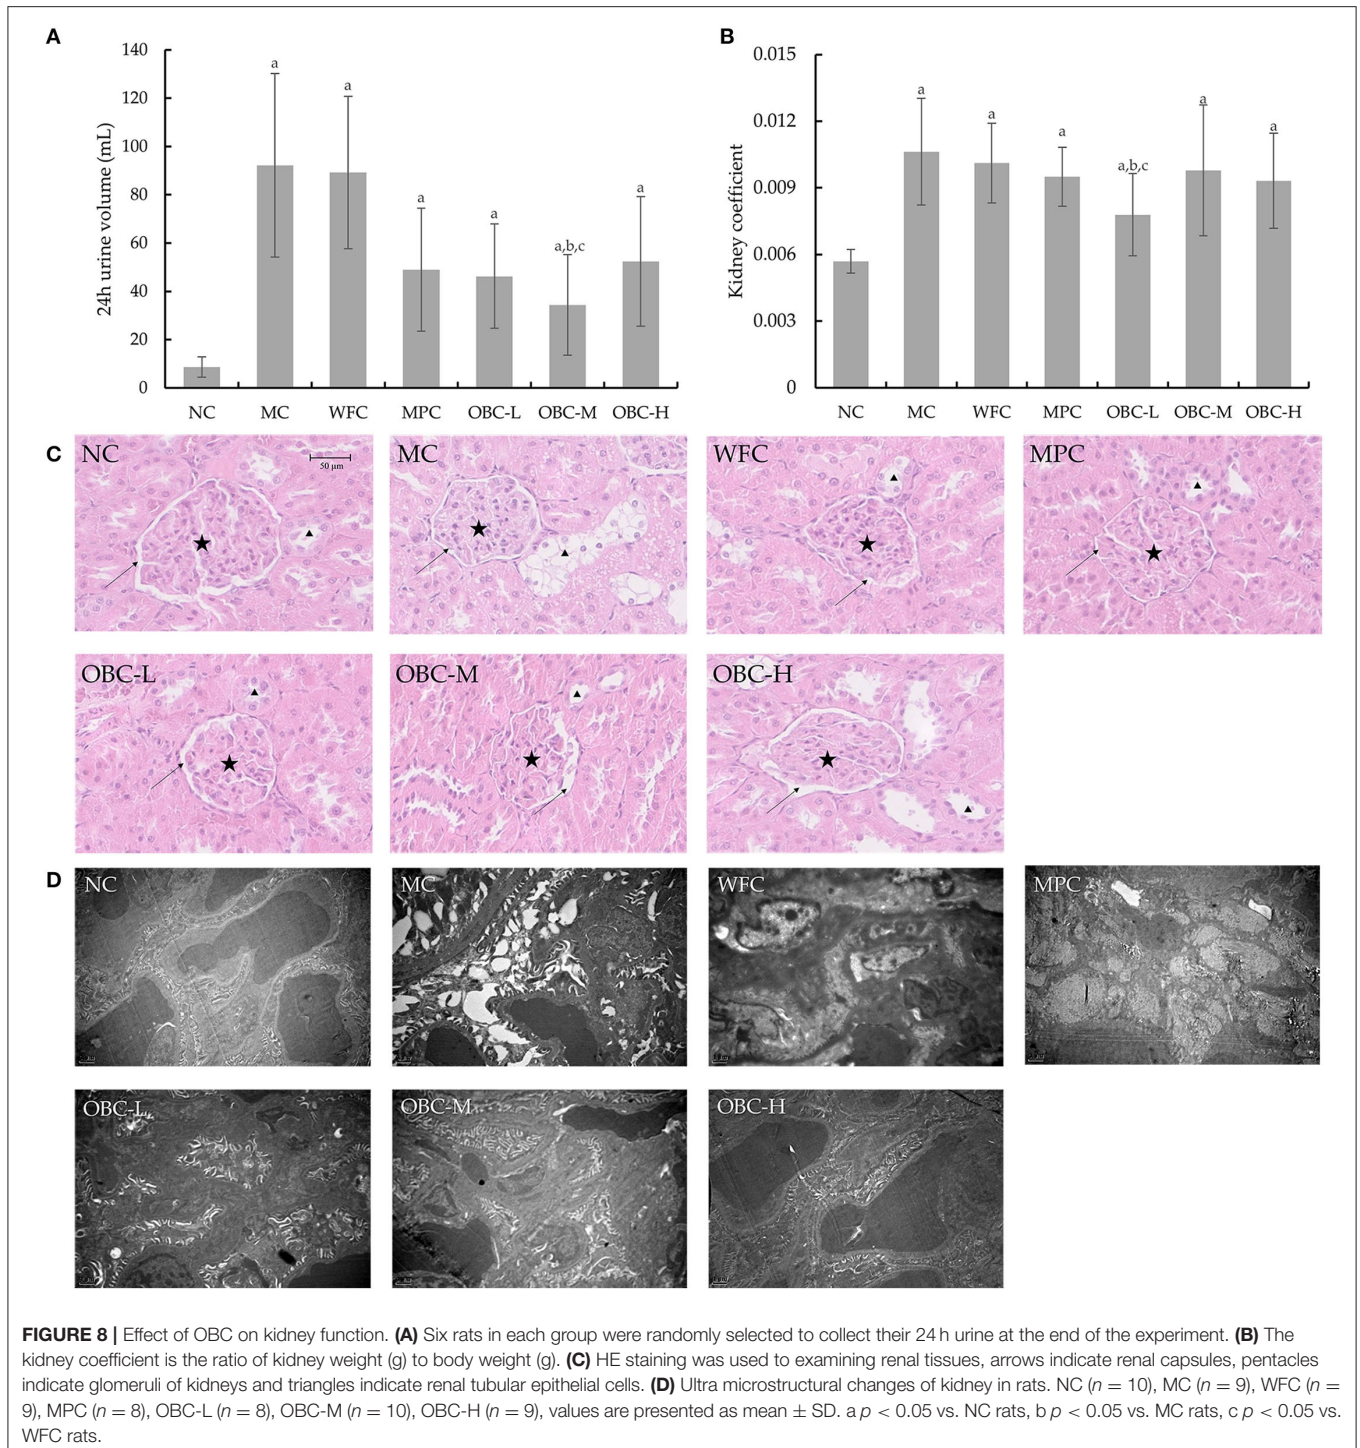 A
24h urine volume (mL)
140
120
100
80
60
40
20
0
a
a
a
a
a,b,c
a
NC MC WFC MPC OBC-L OBC-M OBC-H
B
Kidney coefficient
0.015
0.012
0.009
0.006
0.003
0
a
a
a
a,b,c
a
a
NC MC WFC MPC OBC-L OBC-M OBC-H
C
NC
50 μm
MC
WFC
MPC
OBC-L
OBC-M
OBC-H
D
NC
MC
WFC
MPC
OBC-L
OBC-M
OBC-H
FIGURE 8 | Effect of OBC on kidney function. (A) Six rats in each group were randomly selected to collect their 24 h urine at the end of the experiment. (B) The
kidney coefficient is the ratio of kidney weight (g) to body weight (g). (C) HE staining was used to examining renal tissues, arrows indicate renal capsules, pentacles
indicate glomeruli of kidneys and triangles indicate renal tubular epithelial cells. (D) Ultra microstructural changes of kidney in rats. NC (n = 10), MC (n = 9), WFC (n =
9), MPC (n = 8), OBC-L (n = 8), OBC-M (n = 10), OBC-H (n = 9), values are presented as mean ± SD. a p < 0.05 vs. NC rats, b p < 0.05 vs. MC rats, c p < 0.05 vs.
WFC rats.